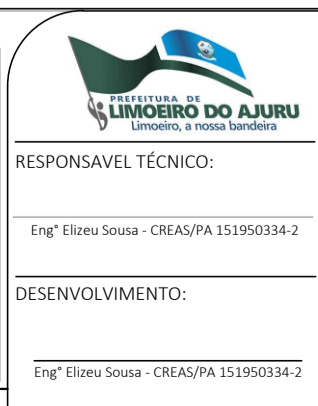 PREFEITURA DE
LIMOEIRO DO AJURU
Limoeiro, a nossa bandeira
RESPONSAVEL TÉCNICO:
Eng° Elizeu Sousa - CREAS/PA 151950334-2
DESENVOLVIMENTO:
Eng° Elizeu Sousa - CREAS/PA 151950334-2